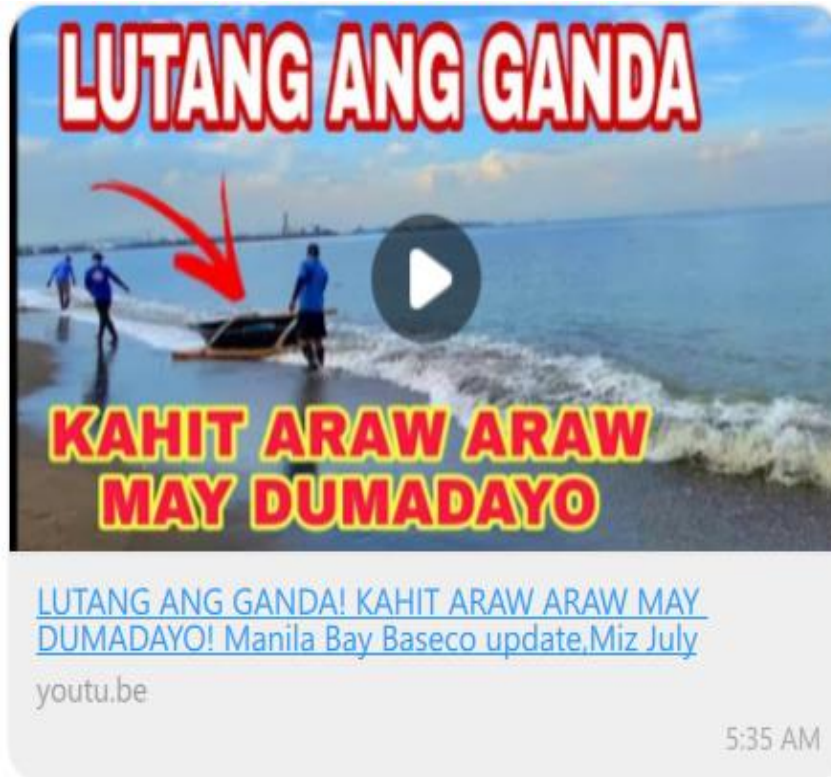 LUTANG ANG GANDA
KAHIT ARAW ARAW
MAY DUMADAYO
LUTANG ANG GANDA! KAHIT ARAW ARAW MAY
DUMADAYO! Manila Bay Baseco update,Miz July
youtu.be
5:35 AM